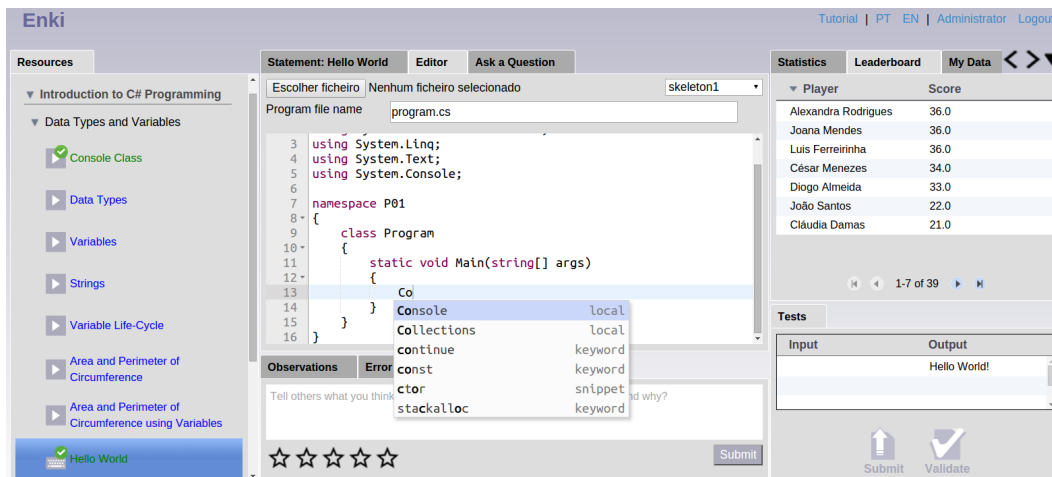 Enki
Tutorial | PT EN | Administrator Logout
Resources
Introduction to C# Programming
Data Types and Variables
Console Class
Data Types
Variables
Strings
Variable Life-Cycle
Area and Perimeter of
Circumference
Area and Perimeter of
Circumference using Variables
Hello World
Statement: Hello World Editor Ask a Question
Escolher ficheiro Nenhum ficheiro selecionado skeleton1
Program file name program.cs
3 using System.Linq;
4 using System.Text;
5 using System.Console;
6
7 namespace P01
8 {
9 class Program
10 {
11 static void Main(string[] args)
12 {
13 Co
14 }
15 }
16 }
Console local
Collections local
continue keyword
const keyword
ctor snippet
stackalloc keyword
Observations Error
Tell others what you think nd why?
Submit
Statistics Leaderboard My Data
Player Score
Alexandra Rodrigues 36.0
Joana Mendes 36.0
Luis Ferreirinha 36.0
César Menezes 34.0
Diogo Almeida 33.0
João Santos 22.0
Cláudia Damas 21.0
1-7 of 39
Tests
Input Output
Hello World!
Submit Validate